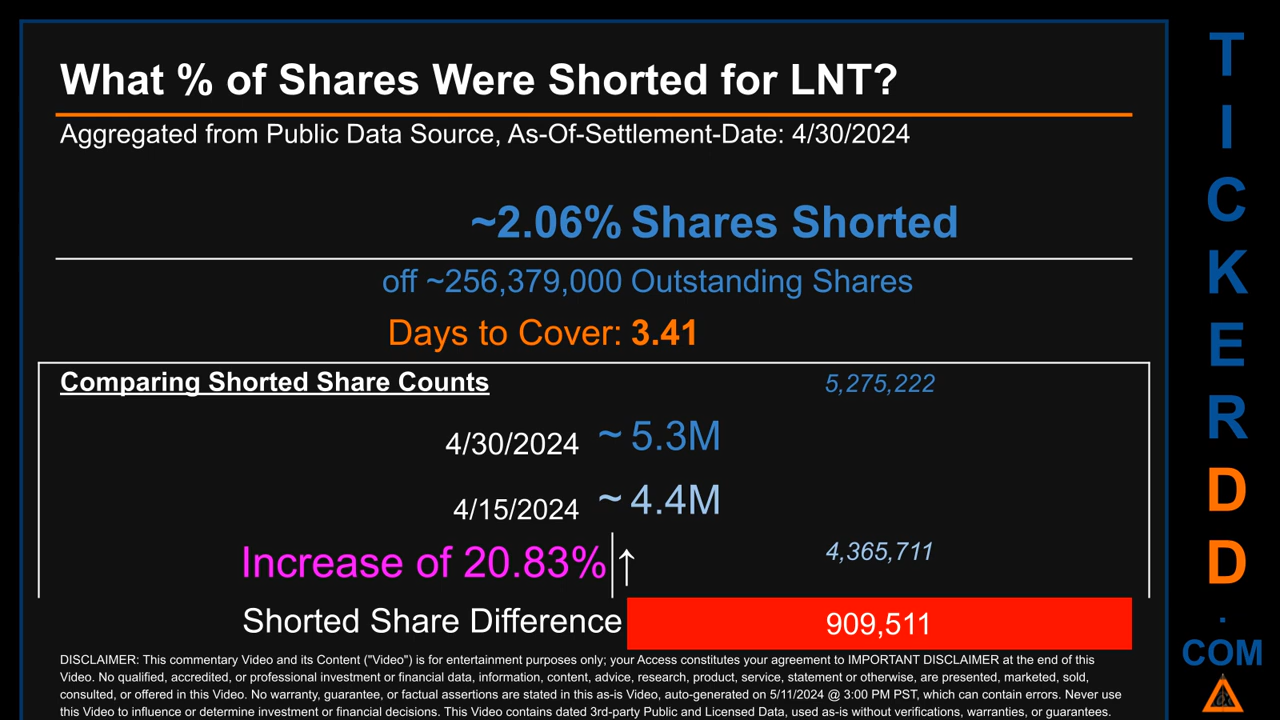 What % of Shares Were Shorted for LNT?
Aggregated from Public Data Source, As-Of-Settlement-Date: 4/30/2024
~2.06% Shares Shorted
off ~256,379,000 Outstanding Shares
Days to Cover: 3.41
Comparing Shorted Share Counts
5,275,222
4/30/2024 ~ 5.3M
4/15/2024 ~ 4.4M
4,365,711
Increase of 20.83% ↑
Shorted Share Difference 909,511
DISCLAIMER: This commentary Video and its Content ("Video") is for entertainment purposes only; your Access constitutes your agreement to IMPORTANT DISCLAIMER at the end of this
Video. No qualified, accredited, or professional investment or financial data, information, content, advice, research, product, service, statement or otherwise, are presented, marketed, sold,
consulted, or offered in this Video. No warranty, guarantee, or factual assertions are stated in this as-is Video, auto-generated on 5/11/2024 @ 3:00 PM PST, which can contain errors. Never use
this Video to influence or determine investment or financial decisions. This Video contains dated 3rd-party Public and Licensed Data, used as-is without verifications, warranties, or guarantees.
T
I
C
K
E
R
D
D
.
COM